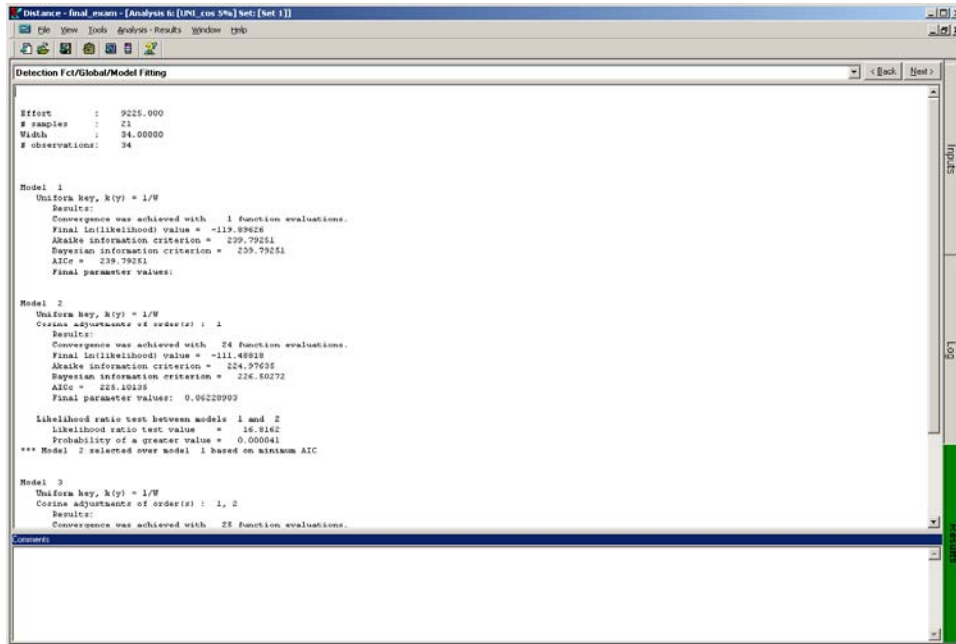 Distance - final_exam - [Analysis 6: [UNI_cos 5%] Set: [Set 1]]
File View Tools Analysis - Results Window Help
Detection Fct/Global/Model Fitting
< Back Next >
Effort : 9225.000
# samples : 21
Width : 34.00000
# observations: 34
Model 1
Uniform key, k(y) = 1/W
Results:
Convergence was achieved with 1 function evaluations.
Final Ln(likelihood) value = -119.89626
Akaike information criterion = 239.79251
Bayesian information criterion = 239.79251
AICc = 239.79251
Final parameter values:
Model 2
Uniform key, k(y) = 1/W
Cosine adjustments of order(s) : 1
Results:
Convergence was achieved with 24 function evaluations.
Final Ln(likelihood) value = -111.48818
Akaike information criterion = 224.97635
Bayesian information criterion = 226.50272
AICc = 225.10135
Final parameter values:
Likelihood ratio test between models 1 and 2
Likelihood ratio test value = 16.8162
Probability of a greater value = 0.000041
*** Model 2 selected over model 1 based on minimum AIC
Model 3
Uniform key, k(y) = 1/W
Cosine adjustments of order(s) : 1, 2
Results:
Convergence was achieved with 25 function evaluations.
Comments
Inputs
Log
Results